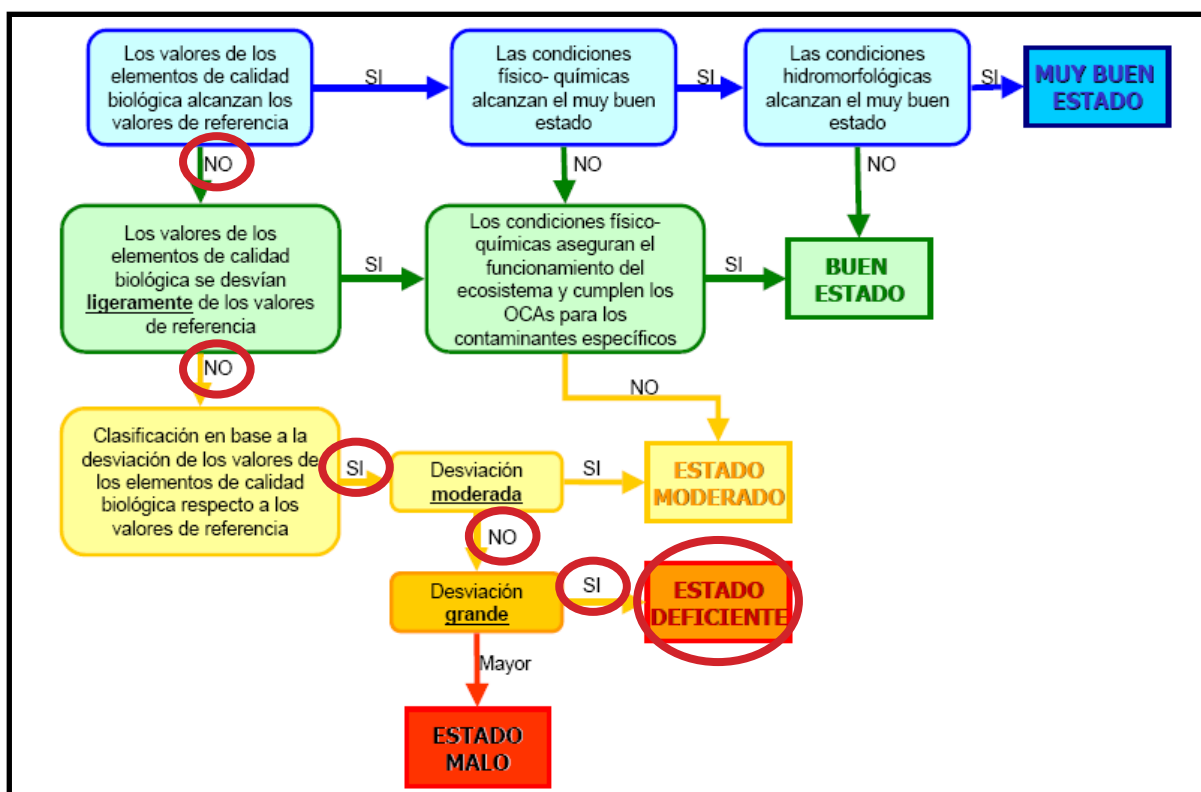 Los valores de los
elementos de calidad
biológica alcanzan los
valores de referencia
SI
Las condiciones
físico- químicas
alcanzan el muy buen
estado
SI
Las condiciones
hidromorfológicas
alcanzan el muy buen
estado
SI
MUY BUEN
ESTADO
NO
NO
NO
Los valores de los
elementos de calidad
biológica se desvían
ligeramente de los valores
de referencia
SI
Los condiciones físico-
químicas aseguran el
funcionamiento del
ecosistema y cumplen los
OCAs para los
contaminantes específicos
SI
BUEN
ESTADO
NO
NO
Clasificación en base a la
desviación de los valores de
los elementos de calidad
biológica respecto a los
valores de referencia
SI
Desviación
moderada
SI
ESTADO
MODERADO
NO
Desviación
grande
SI
ESTADO
DEFICIENTE
Mayor
ESTADO
MALO